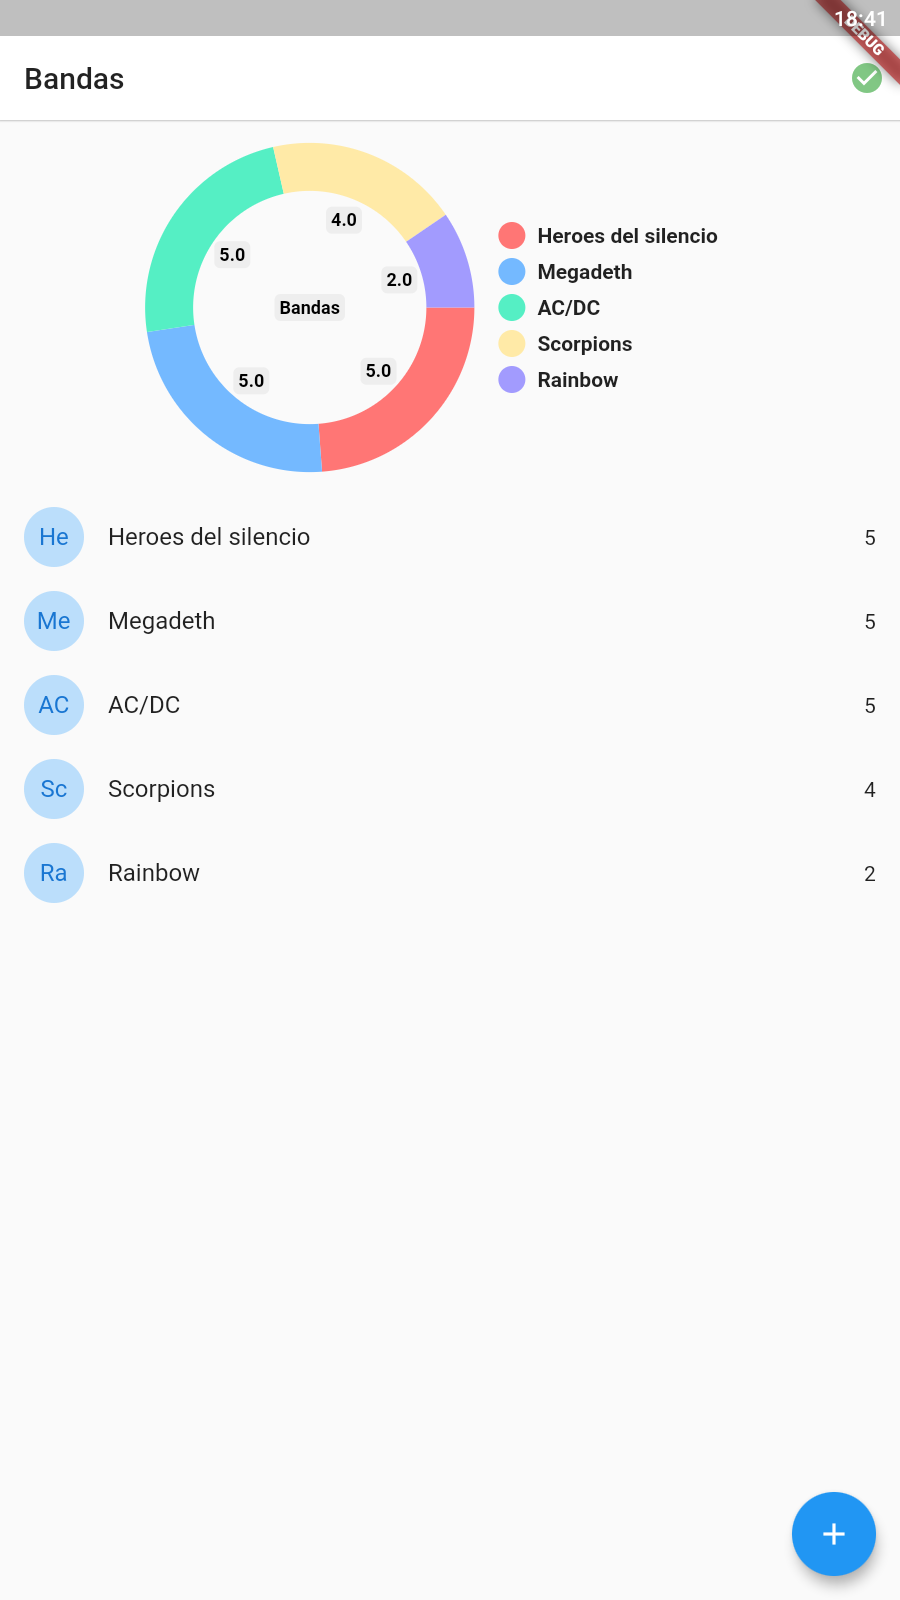 18:41
DEBUG
Bandas
4.0
5.0
2.0
Bandas
5.0
5.0
Heroes del silencio
Megadeth
AC/DC
Scorpions
Rainbow
He Heroes del silencio 5
Me Megadeth 5
AC AC/DC 5
Sc Scorpions 4
Ra Rainbow 2
+